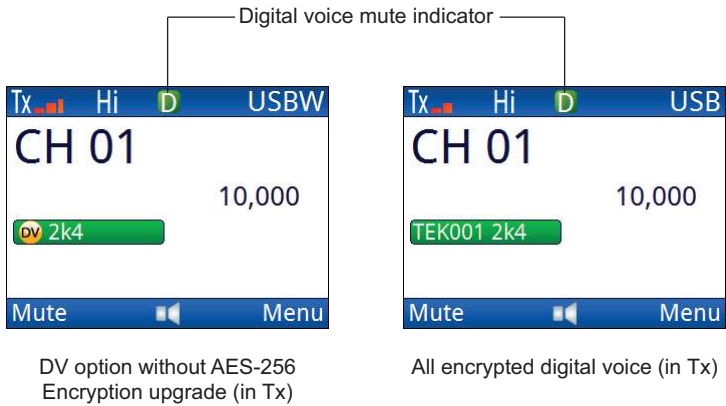 Digital voice mute indicator
Tx Hi D USBW
CH 01
10,000
DV 2k4
Mute Menu
DV option without AES-256
Encryption upgrade (in Tx)
Tx Hi D USB
CH 01
10,000
TEK001 2k4
Mute Menu
All encrypted digital voice (in Tx)